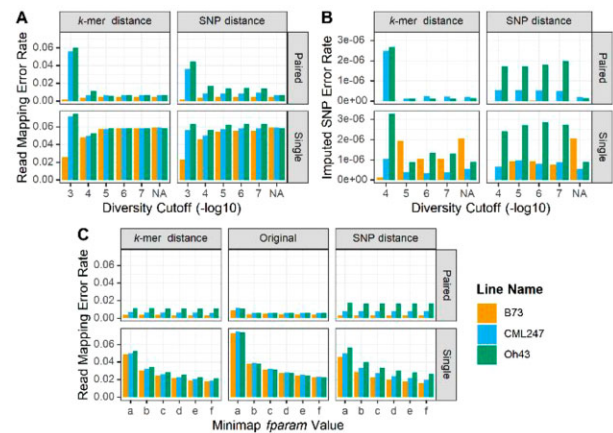 A
k-mer distance
SNP distance
Read Mapping Error Rate
0.06
0.04
0.02
0.00
Paired
0.06
0.04
0.02
0.00
Single
3 4 5 6 7 NA
3 4 5 6 7 NA
Diversity Cutoff (-log10)
B
k-mer distance
SNP distance
Imputed SNP Error Rate
3e-06
2e-06
1e-06
0e+00
Paired
3e-06
2e-06
1e-06
0e+00
Single
3 4 5 6 7 NA
3 4 5 6 7 NA
Diversity Cutoff (-log10)
C
k-mer distance
Original
SNP distance
Read Mapping Error Rate
0.06
0.04
0.02
0.00
Paired
0.06
0.04
0.02
0.00
Single
a b c d e f
a b c d e f
a b c d e f
Minimap fparam Value
Line Name
B73
CML247
Oh43